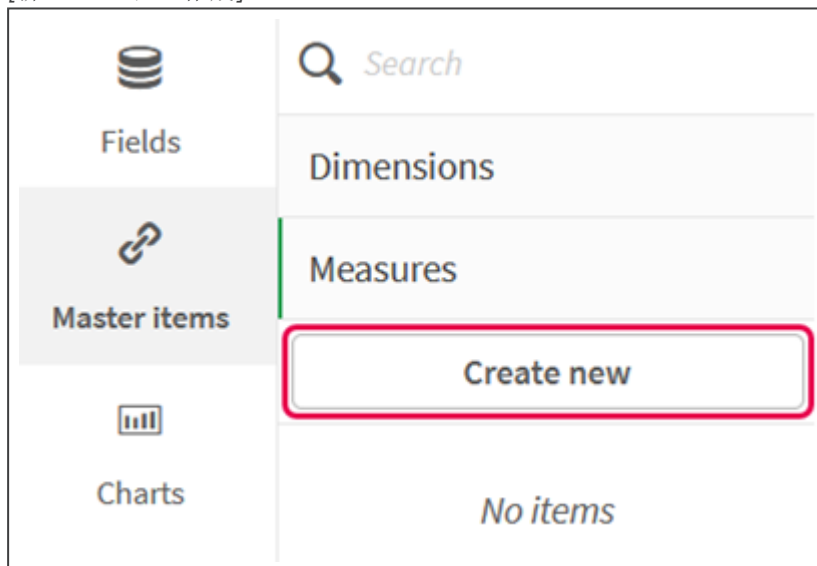 Search
Fields
Dimensions
Measures
Master items
Create new
Charts
No items